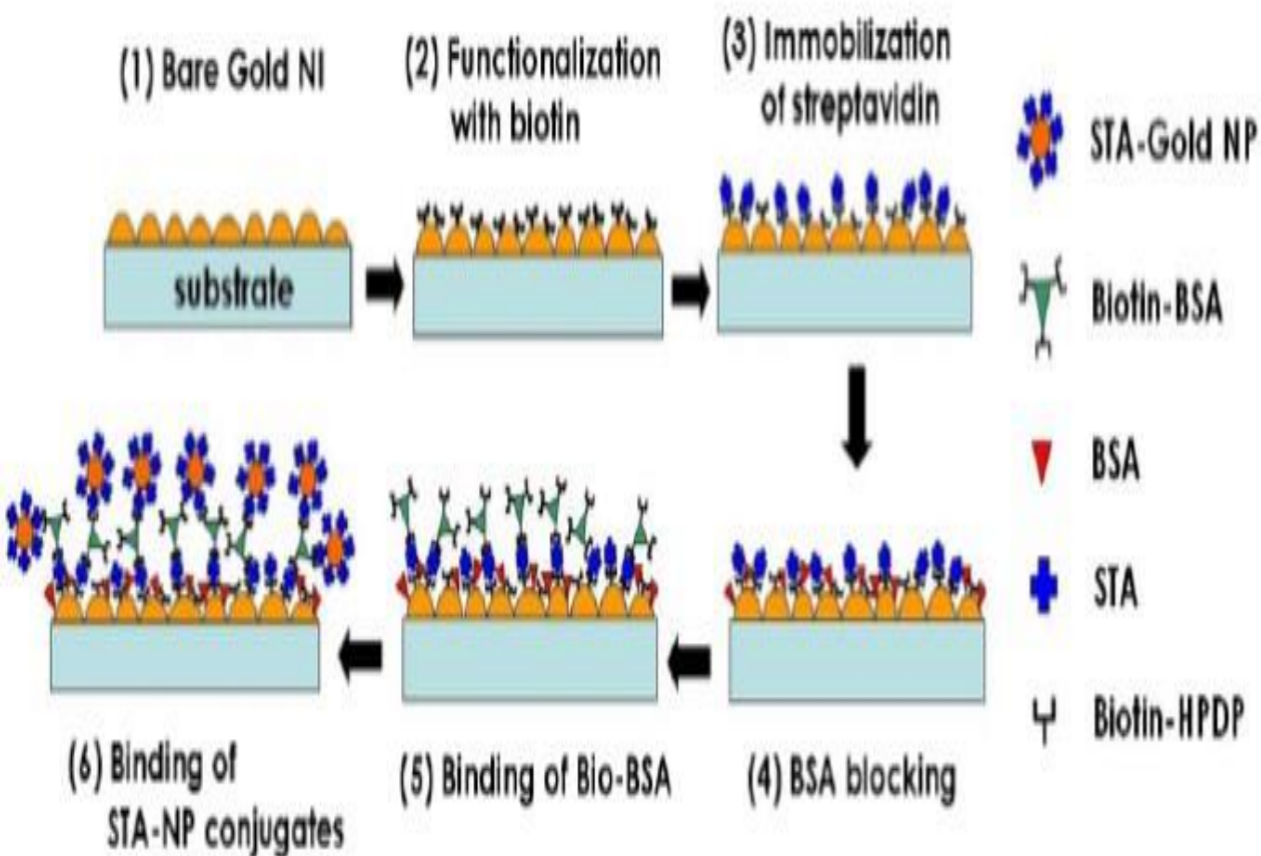 (1) Bare Gold NI
(2) Functionalization
with biotin
(3) Immobilization
of streptavidin
substrate
STA-Gold NP
Biotin-BSA
BSA
STA
Biotin-HPDP
(6) Binding of
STA-NP conjugates
(5) Binding of Bio-BSA
(4) BSA blocking